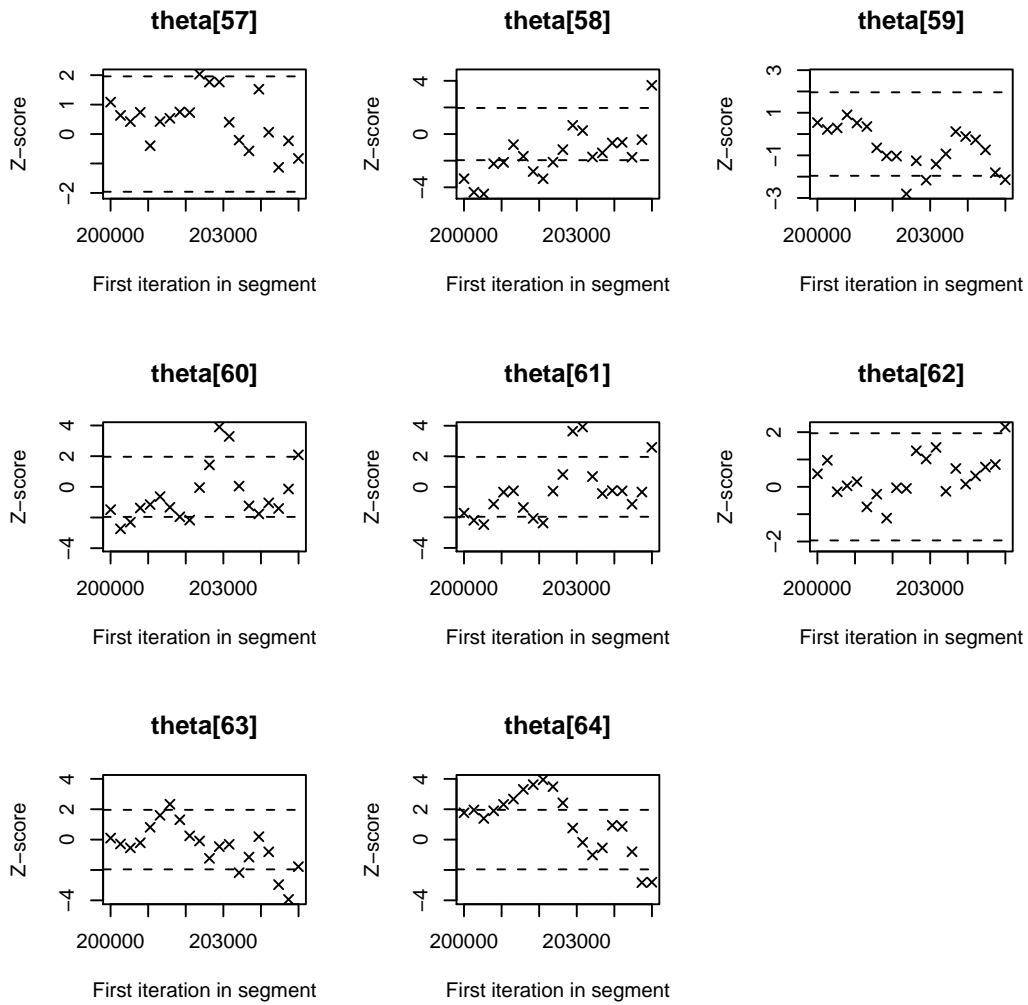 theta[57]
Z−score
2
1
0
−2
200000 203000
First iteration in segment
theta[58]
Z−score
4
0
−4
200000 203000
First iteration in segment
theta[59]
Z−score
3
1
−1
−3
200000 203000
First iteration in segment
theta[60]
Z−score
4
2
0
−4
200000 203000
First iteration in segment
theta[61]
Z−score
4
2
0
−4
200000 203000
First iteration in segment
theta[62]
Z−score
2
0
−2
200000 203000
First iteration in segment
theta[63]
Z−score
4
2
0
−4
200000 203000
First iteration in segment
theta[64]
Z−score
4
2
0
−4
200000 203000
First iteration in segment